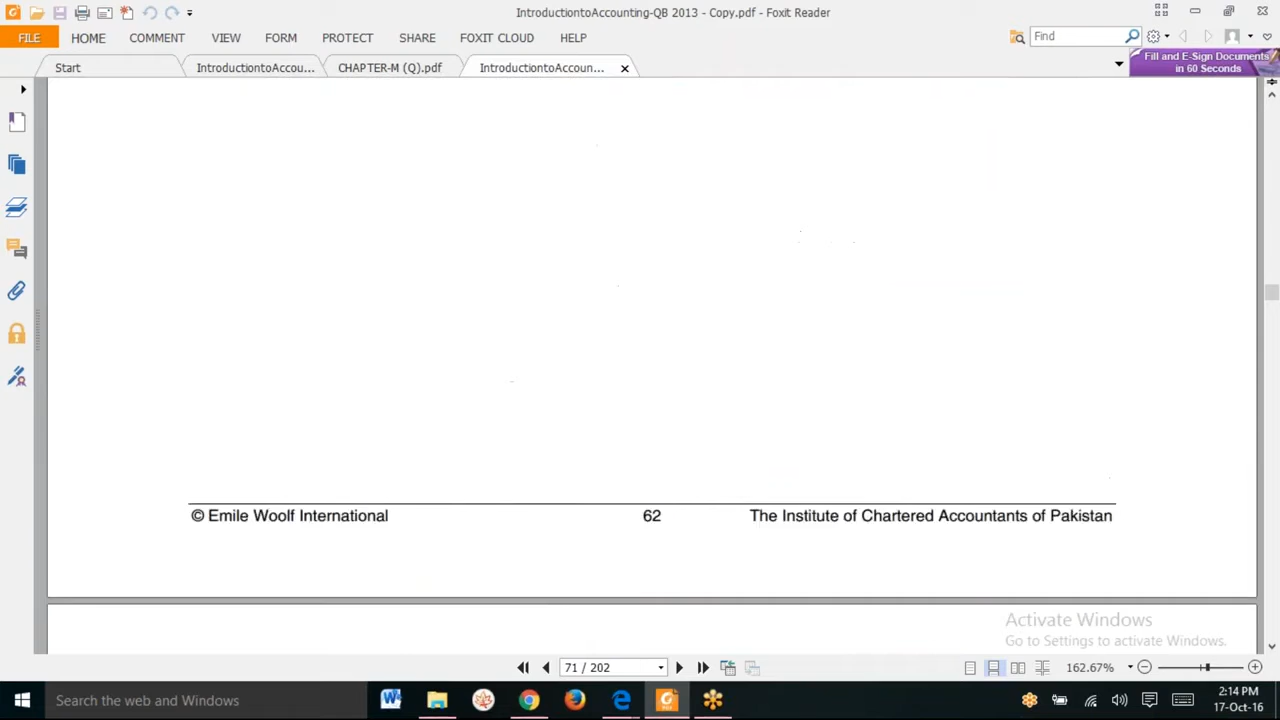 IntroductiontoAccounting-QB 2013 - Copy.pdf - Foxit Reader
FILE HOME COMMENT VIEW FORM PROTECT SHARE FOXIT CLOUD HELP
Find
Start IntroductiontoAccou... CHAPTER-M (Q).pdf IntroductiontoAccoun...
Fill and E-Sign Documents
in 60 Seconds
© Emile Woolf International 62 The Institute of Chartered Accountants of Pakistan
Activate Windows
Go to Settings to activate Windows.
71 / 202 162.67%
Search the web and Windows
2:14 PM
17-Oct-16